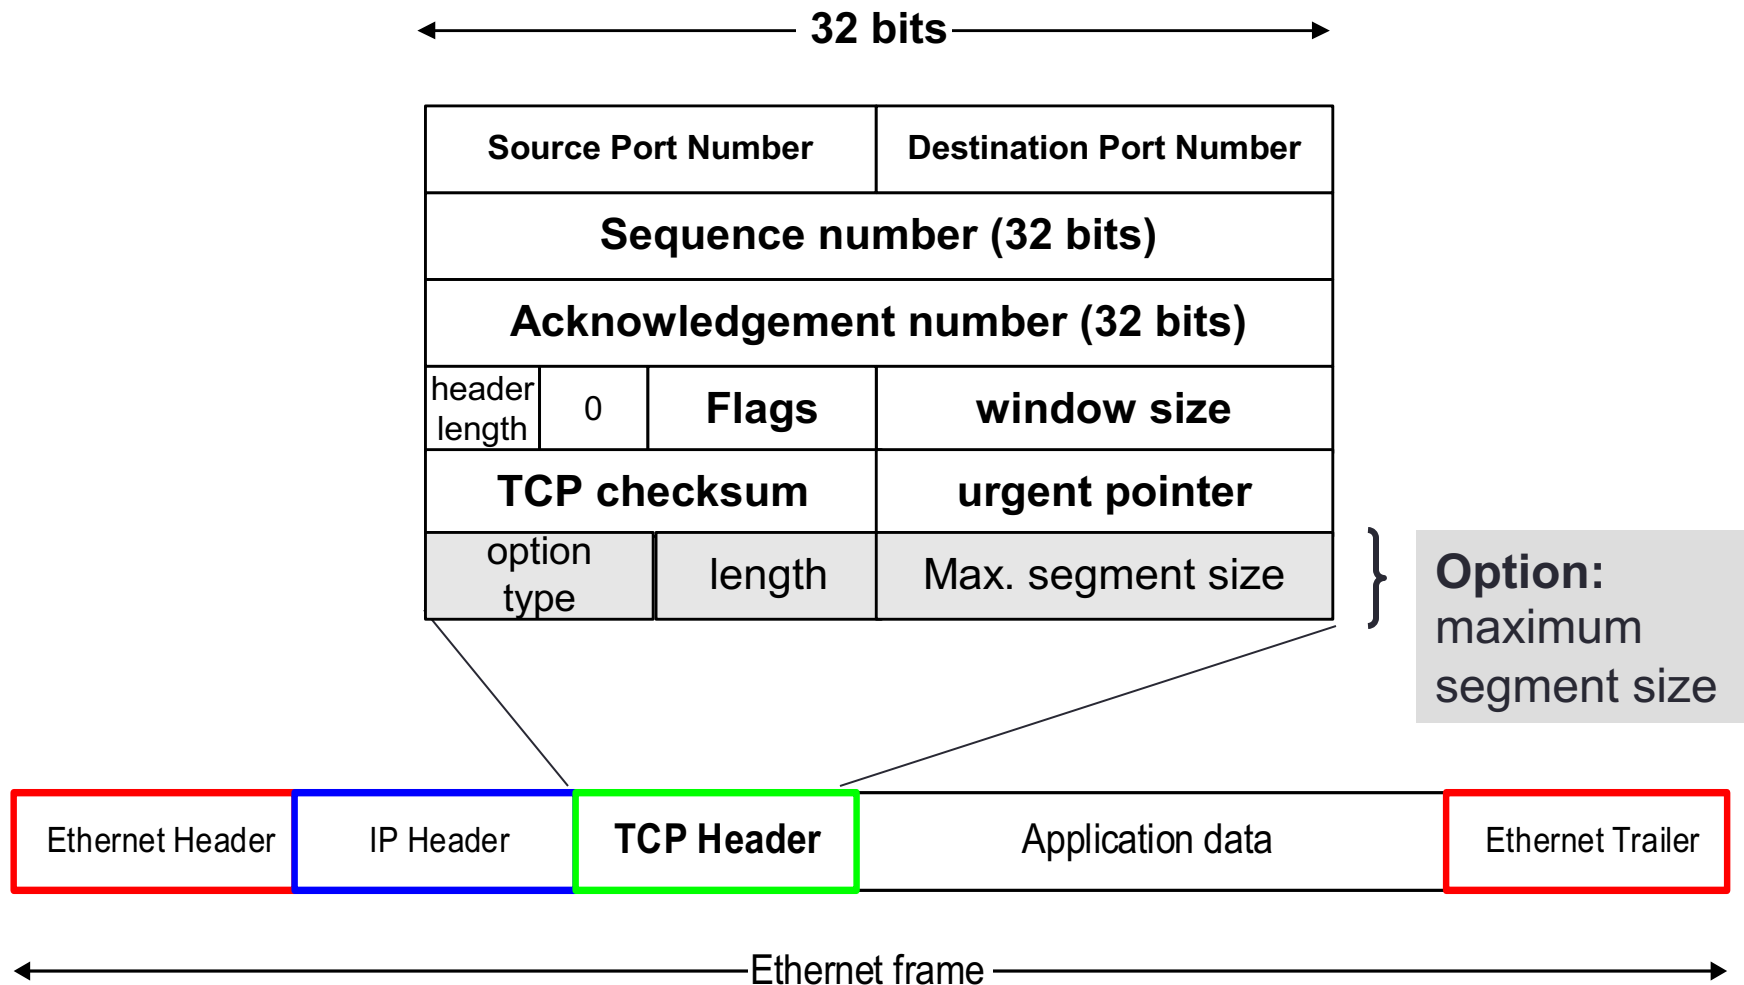 32 bits
Source Port Number
Destination Port Number
Sequence number (32 bits)
Acknowledgement number (32 bits)
header
length
0
Flags
window size
TCP checksum
urgent pointer
option
type
length
Max. segment size
Option:
maximum
segment size
Ethernet Header
IP Header
TCP Header
Application data
Ethernet Trailer
Ethernet frame